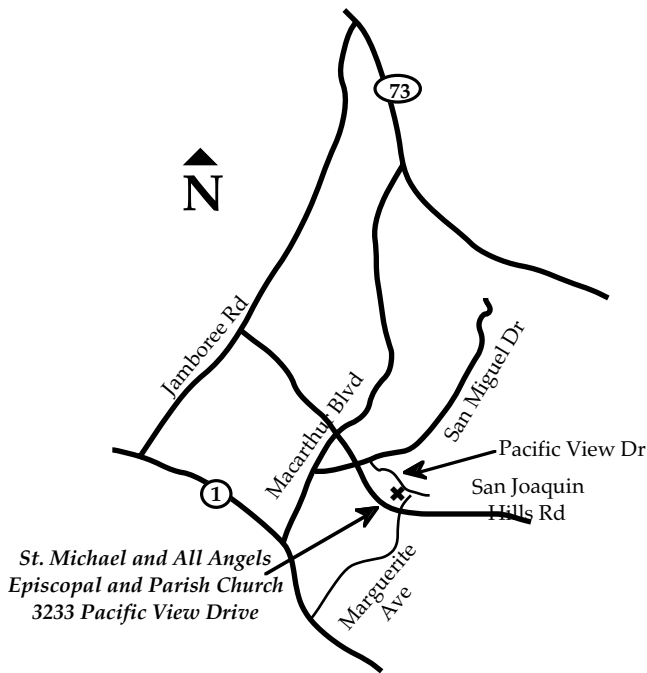 73
N
Jamboree Rd
Macarthur Blvd
San Miguel Dr
Pacific View Dr
San Joaquin
Hills Rd
1
St. Michael and All Angels
Episcopal and Parish Church
3233 Pacific View Drive
Marguerite
Ave